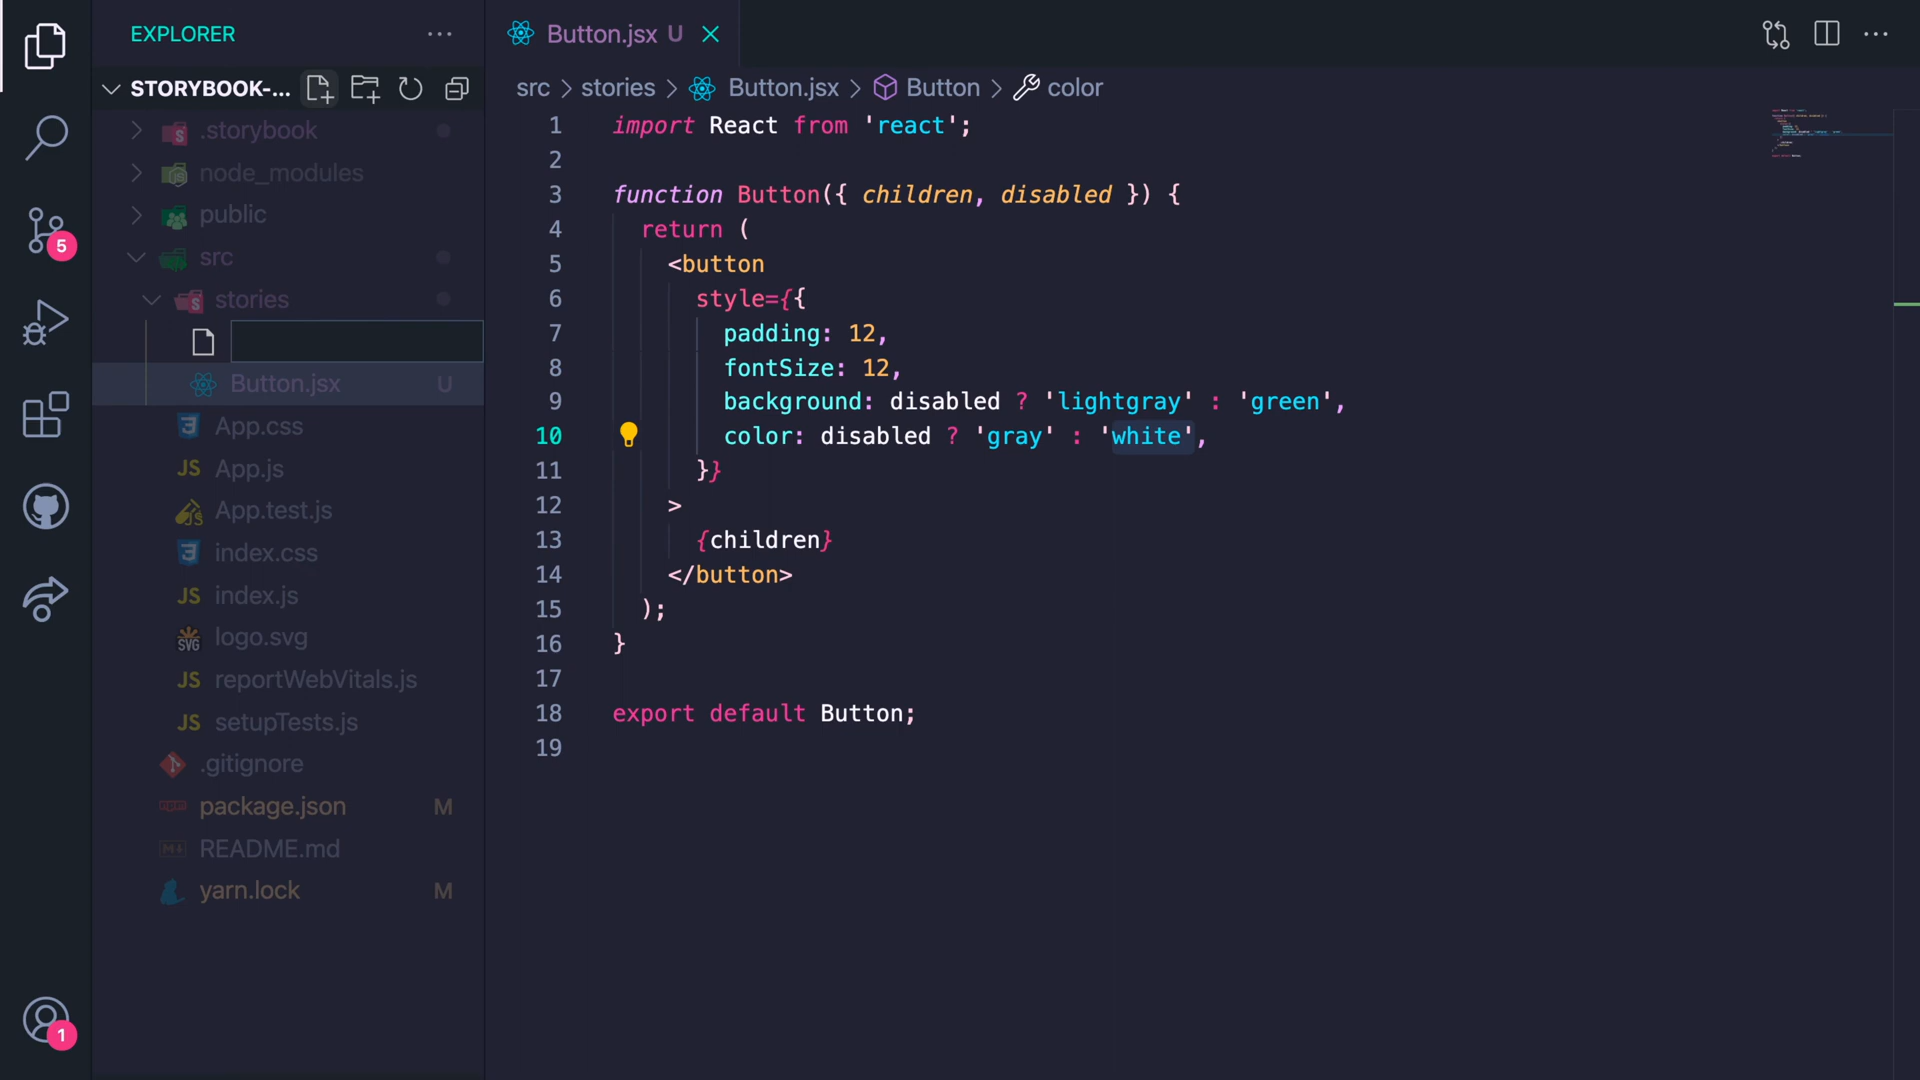 EXPLORER
STORYBOOK-...
.storybook
node_modules
public
src
stories
Button.jsx U
App.css
JS App.js
App.test.js
index.css
JS index.js
SVG logo.svg
JS reportWebVitals.js
JS setupTests.js
.gitignore
package.json M
README.md
yarn.lock M
5
1
Button.jsx U
src > stories > Button.jsx > Button > color
1 import React from 'react';
2
3 function Button({ children, disabled }) {
4 return (
5 <button
6 style={{
7 padding: 12,
8 fontSize: 12,
9 background: disabled ? 'lightgray' : 'green',
10 color: disabled ? 'gray' : 'white',
11 }}
12 >
13 {children}
14 </button>
15 );
16 }
17
18 export default Button;
19